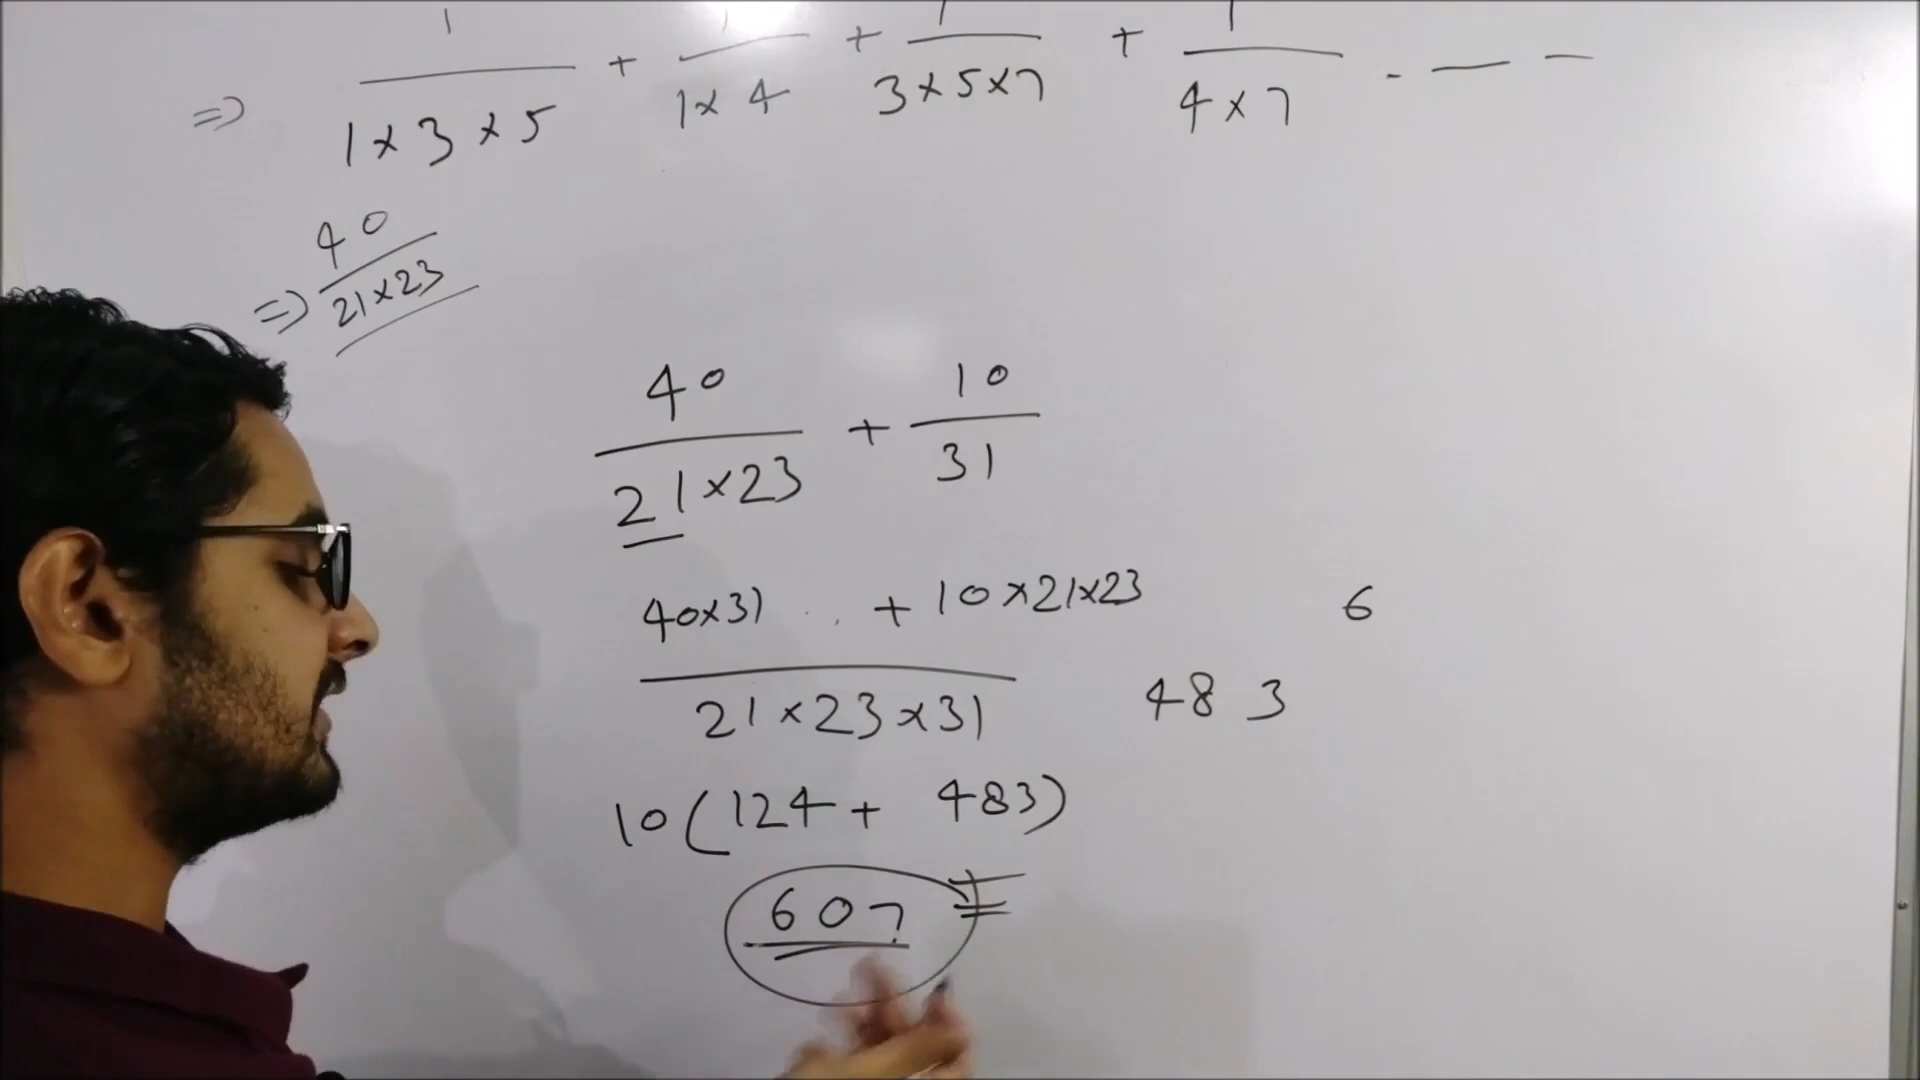 => 1/(1×3×5) + 1/(1×4) + 1/(3×5×7) + 1/(4×7) - — —
=> 40/(21×23)
40/(21×23) + 10/31
(40×31 + 10×21×23)/(21×23×31)
6
483
10(124 + 483)
607